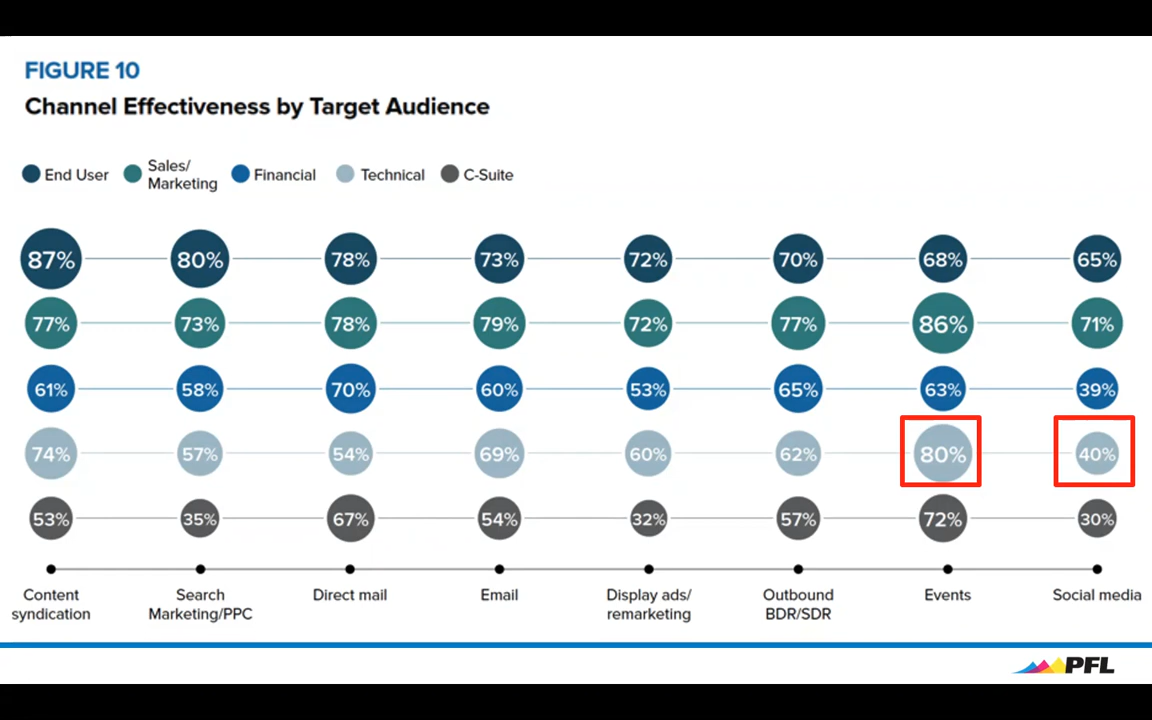 FIGURE 10
Channel Effectiveness by Target Audience
End User
Sales/
Marketing
Financial
Technical
C-Suite
87% 80% 78% 73% 72% 70% 68% 65%
77% 73% 78% 79% 72% 77% 86% 71%
61% 58% 70% 60% 53% 65% 63% 39%
74% 57% 54% 69% 60% 62% 80% 40%
53% 35% 67% 54% 32% 57% 72% 30%
Content
syndication
Search
Marketing/PPC
Direct mail
Email
Display ads/
remarketing
Outbound
BDR/SDR
Events
Social media
PFL